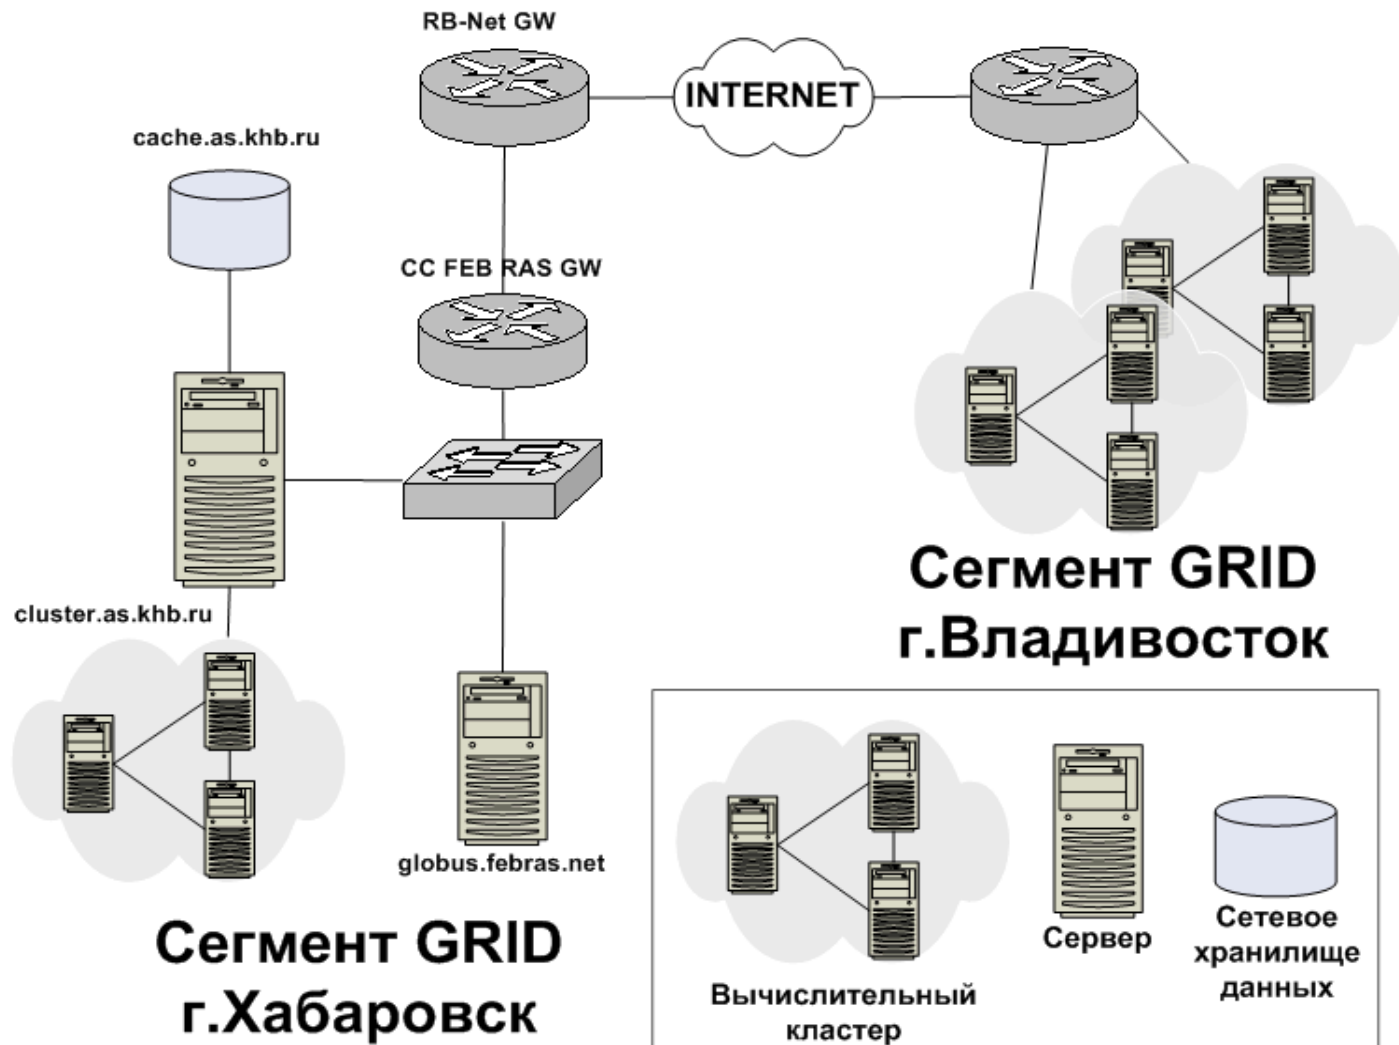 RB-Net GW
INTERNET
cache.as.khb.ru
CC FEB RAS GW
Сегмент GRID
г.Владивосток
cluster.as.khb.ru
globus.febras.net
Сегмент GRID
г.Хабаровск
Вычислительный
кластер
Сервер
Сетевое
хранилище
данных